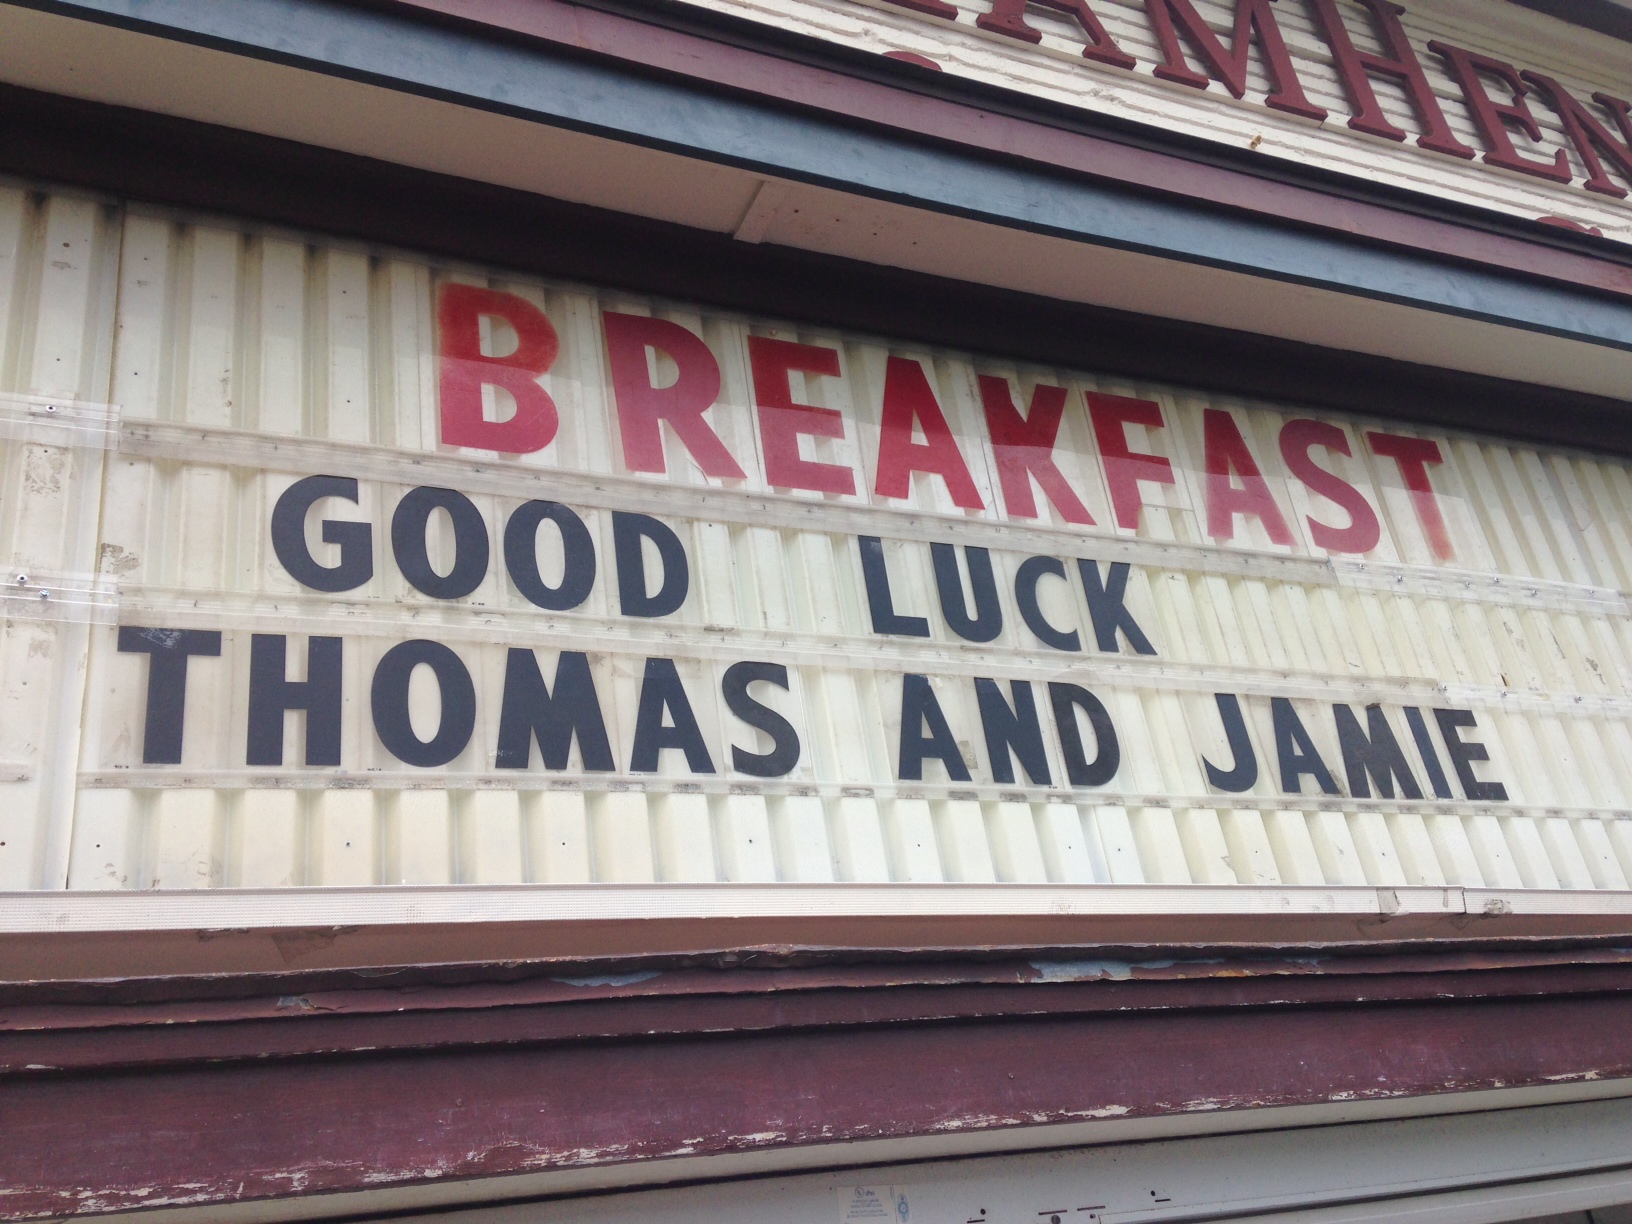 BREAKFAST
GOOD LUCK
THOMAS AND JAMIE